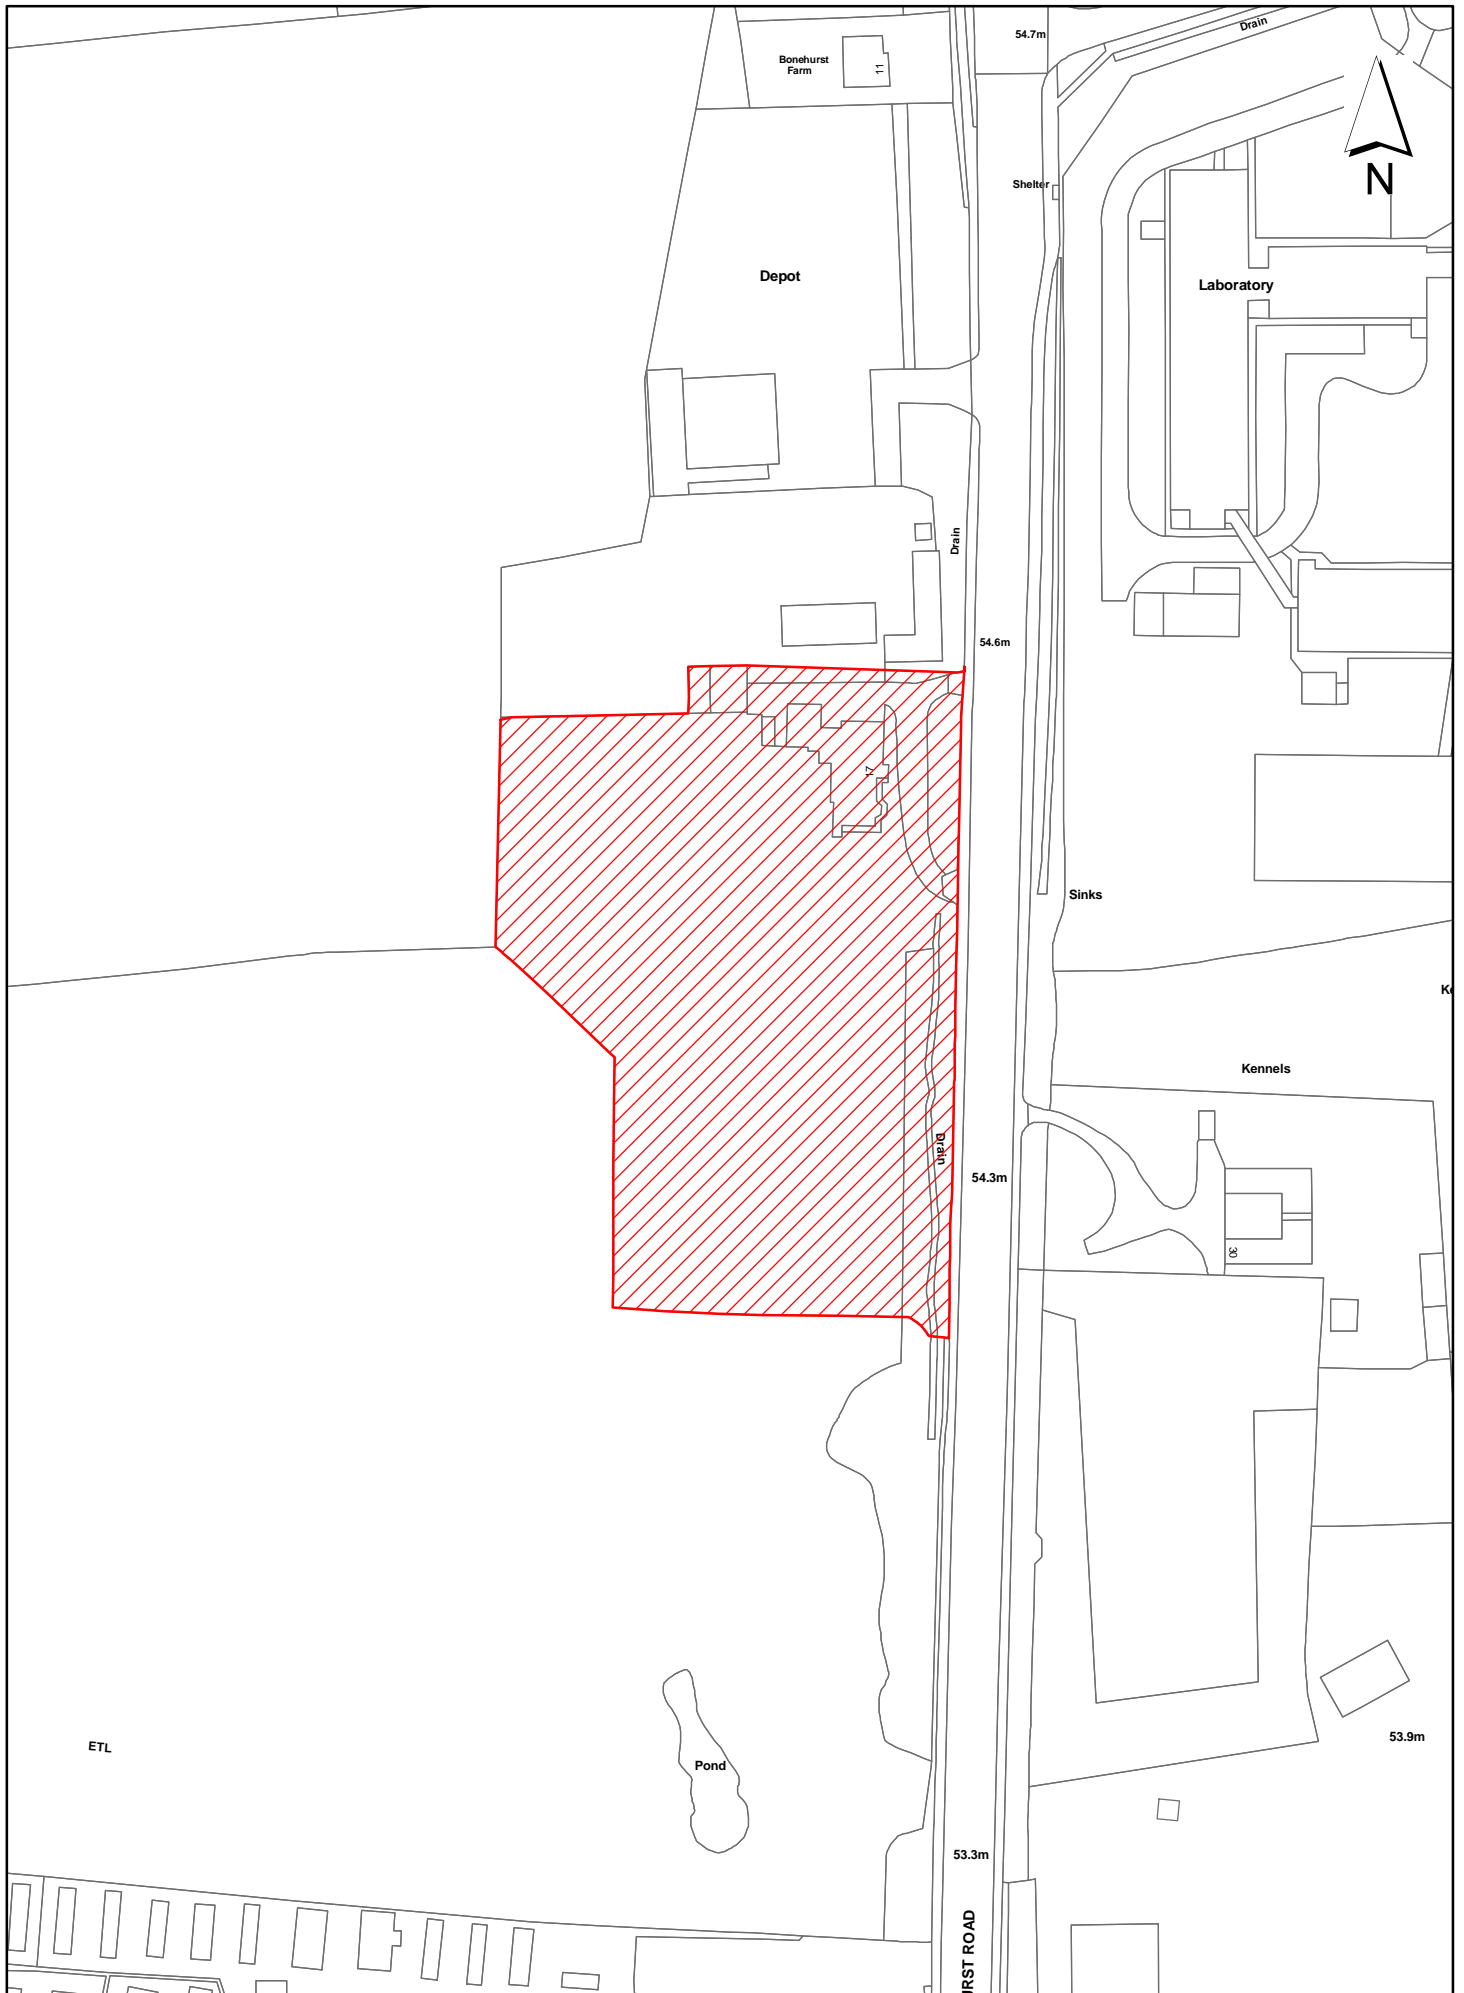 Drain
54.7m
Bonehurst
Farm
11
N
Shelter
Depot
Laboratory
Drain
54.6m
17
Sinks
Kennels
Drain
54.3m
30
53.9m
ETL
Pond
53.3m
URST ROAD